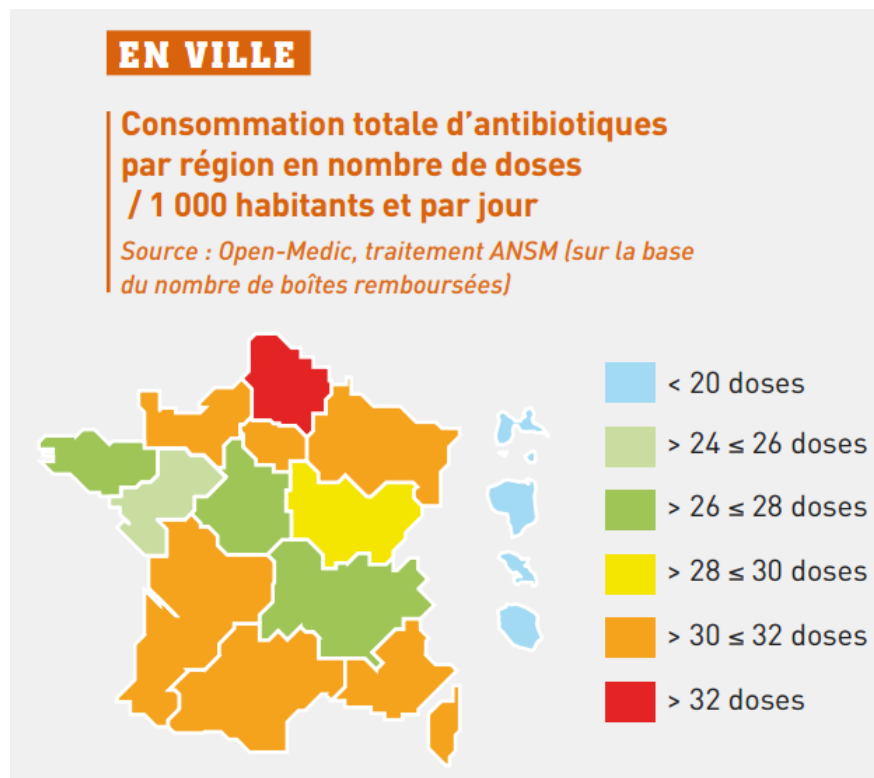 EN VILLE
Consommation totale d’antibiotiques
par région en nombre de doses
/ 1 000 habitants et par jour
Source : Open-Medic, traitement ANSM (sur la base
du nombre de boîtes remboursées)
< 20 doses
> 24 ≤ 26 doses
> 26 ≤ 28 doses
> 28 ≤ 30 doses
> 30 ≤ 32 doses
> 32 doses